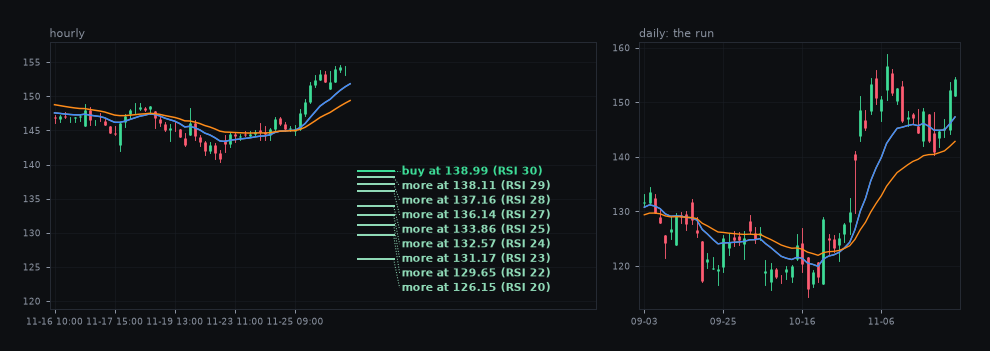 hourly
daily: the run
155
150
145
140
135
130
125
120
buy at 138.99 (RSI 30)
more at 138.11 (RSI 29)
more at 137.16 (RSI 28)
more at 136.14 (RSI 27)
more at 133.86 (RSI 25)
more at 132.57 (RSI 24)
more at 131.17 (RSI 23)
more at 129.65 (RSI 22)
more at 126.15 (RSI 20)
11-16 10:00 11-17 15:00 11-19 13:00 11-23 11:00 11-25 09:00
160
150
140
130
120
09-03 09-25 10-16 11-06